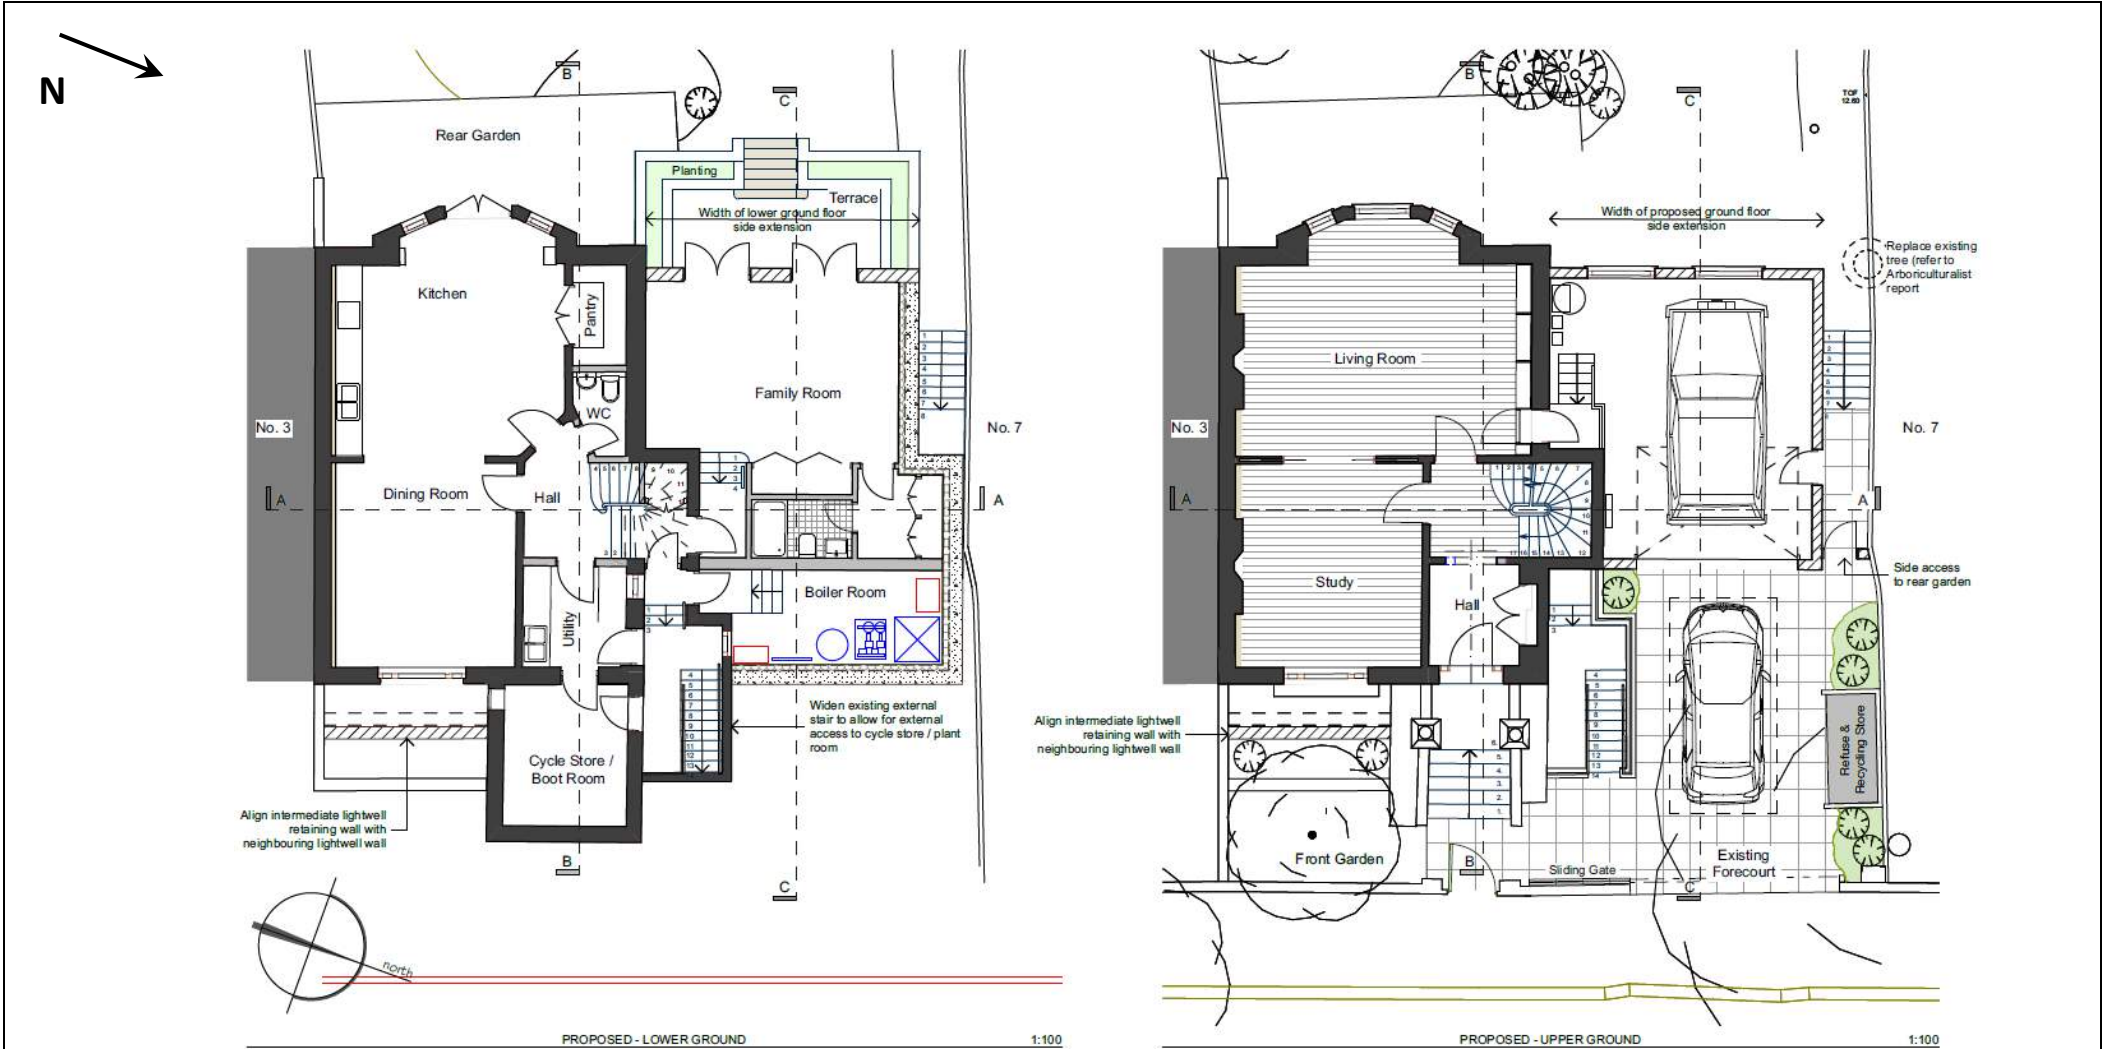 N
B
C
Rear Garden
Planting
Terrace
Width of lower ground floor
side extension
Kitchen
Pantry
WC
Family Room
No. 3
No. 7
Dining Room
Hall
A
A
Boiler Room
Utility
Cycle Store /
Boot Room
Widen existing external
stair to allow for external
access to cycle store / plant
room
Align intermediate lightwell
retaining wall with
neighbouring lightwell wall
B
C
north
PROPOSED - LOWER GROUND
1:100
B
C
TOF
12.60
Width of proposed ground floor
side extension
Replace existing
tree (refer to
Arboriculturalist
report
Living Room
No. 3
No. 7
A
A
Study
Hall
Side access
to rear garden
Align intermediate lightwell
retaining wall with
neighbouring lightwell wall
Refuse &
Recycling Store
Front Garden
B
Sliding Gate
Existing
Forecourt
C
PROPOSED - UPPER GROUND
1:100